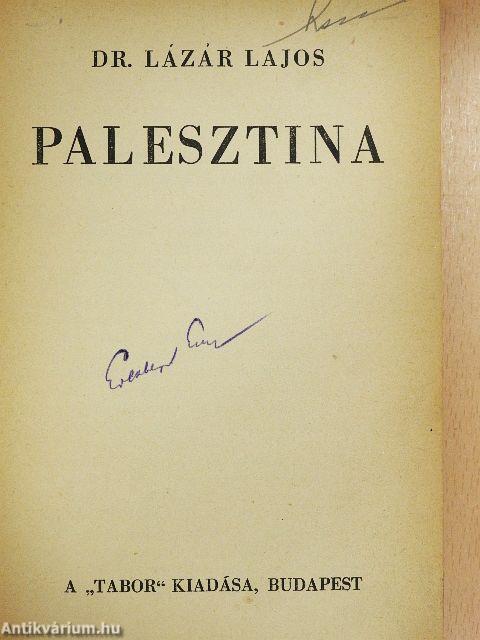 DR. LÁZÁR LAJOS
PALESZTINA
A „TABOR“ KIADÁSA, BUDAPEST
Antikvárium.hu